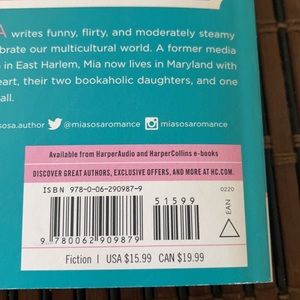 A writes funny, flirty, and moderately steamy
brate our multicultural world. A former media
in East Harlem, Mia now lives in Maryland with
eart, their two bookaholic daughters, and one
all.
iasosa.author @miasosaromance miasosaromance
Available from HarperAudio and HarperCollins e-books
DISCOVER GREAT AUTHORS, EXCLUSIVE OFFERS, AND MORE AT HC.COM.
ISBN 978-0-06-290987-9 0220
51599
EAN
9 780062 909879
Fiction | USA $15.99 CAN $19.99